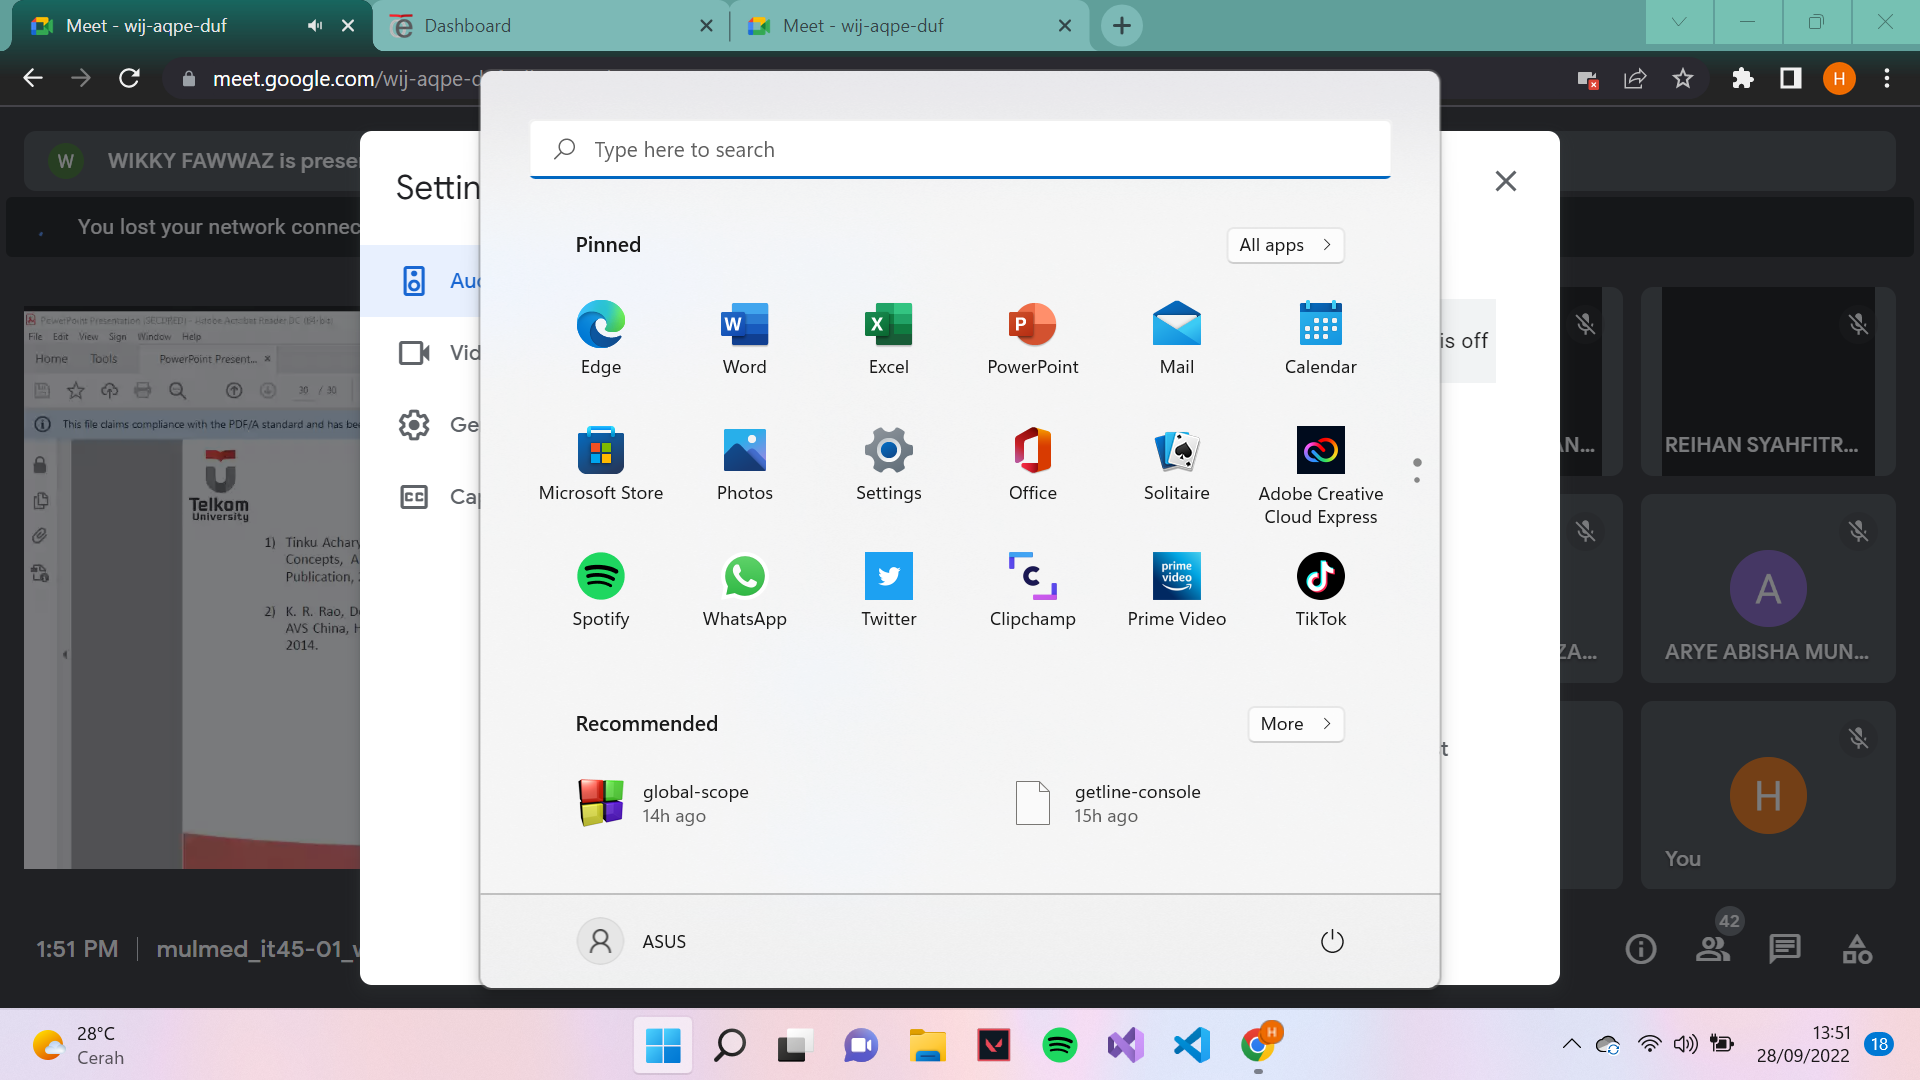 Meet - wij-aqpe-duf
Dashboard
Meet - wij-aqpe-duf
meet.google.com/wij-aqpe-d
H
W
WIKKY FAWWAZ is prese
You lost your network connec
Settin
Auc
Vid
Ge
Cap
is off
t
PowerPoint Presentation (SECURED) - Adobe Acrobat Reader DC (64-bit)
File Edit View Sign Window Help
Home Tools PowerPoint Present... ×
30 / 30
This file claims compliance with the PDF/A standard and has be
Telkom
University
1) Tinku Achary
Concepts, A
Publication,
2) K. R. Rao, D
AVS China, H
2014.
Type here to search
Pinned
All apps
Edge
Word
Excel
PowerPoint
Mail
Calendar
Microsoft Store
Photos
Settings
Office
Solitaire
Adobe Creative
Cloud Express
prime
video
Spotify
WhatsApp
Twitter
Clipchamp
Prime Video
TikTok
Recommended
More
global-scope
14h ago
getline-console
15h ago
ASUS
AN...
REIHAN SYAHFITR...
ZA...
A
ARYE ABISHA MUN...
H
You
1:51 PM
mulmed_it45-01_v
42
28°C
Cerah
H
13:51
28/09/2022
18